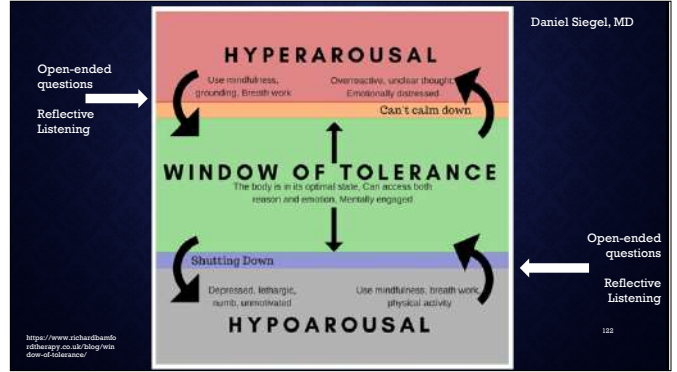 Daniel Siegel, MD
Open-ended
questions
Reflective
Listening
HYPERAROUSAL
Use mindfulness,
grounding, Breath work
Overreactive, unclear thought,
Emotionally distressed
Can't calm down
WINDOW OF TOLERANCE
The body is in its optimal state, Can access both
reason and emotion, Mentally engaged
Shutting Down
Depressed, lethargic,
numb, unmotivated
Use mindfulness, breath work,
physical activity
HYPOAROUSAL
Open-ended
questions
Reflective
Listening
122
https://www.richardbamfo
rdtherapy.co.uk/blog/win
dow-of-tolerance/